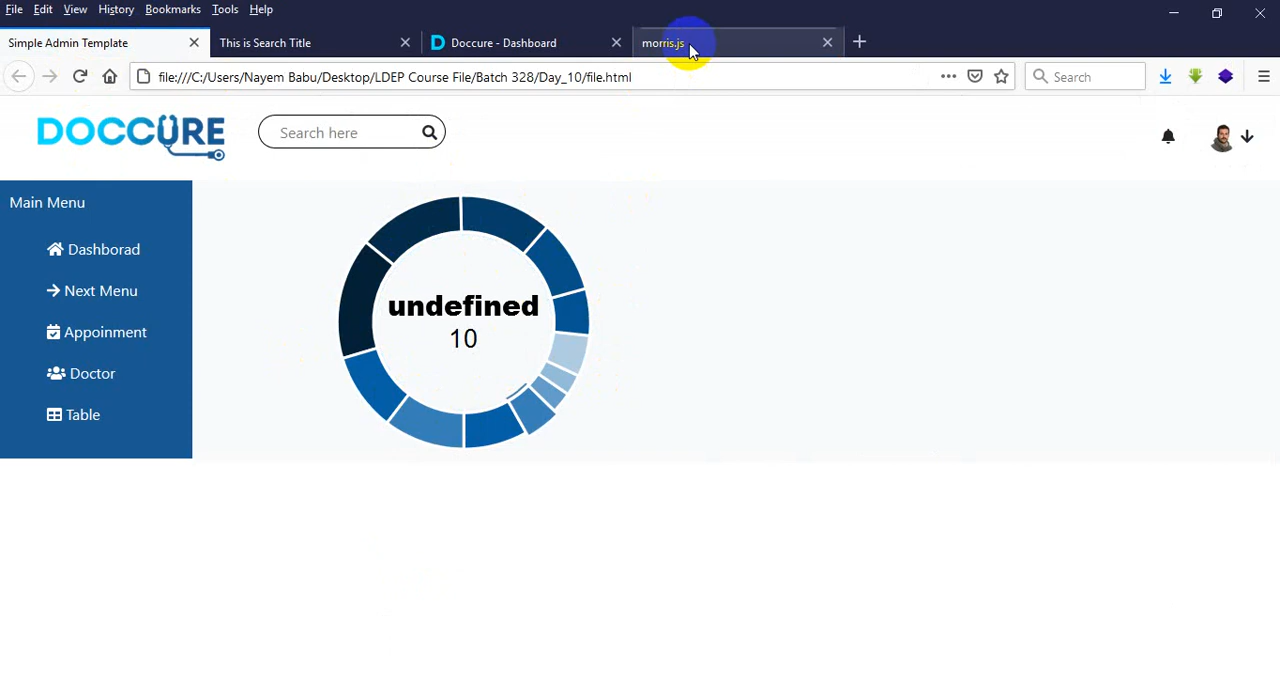 File Edit View History Bookmarks Tools Help
Simple Admin Template This is Search Title Doccure - Dashboard morris.js
file:///C:/Users/Nayem Babu/Desktop/LDEP Course File/Batch 328/Day_10/file.html Search
DOCCURE Search here
Main Menu
Dashborad
Next Menu
Appoinment
Doctor
Table
undefined
10